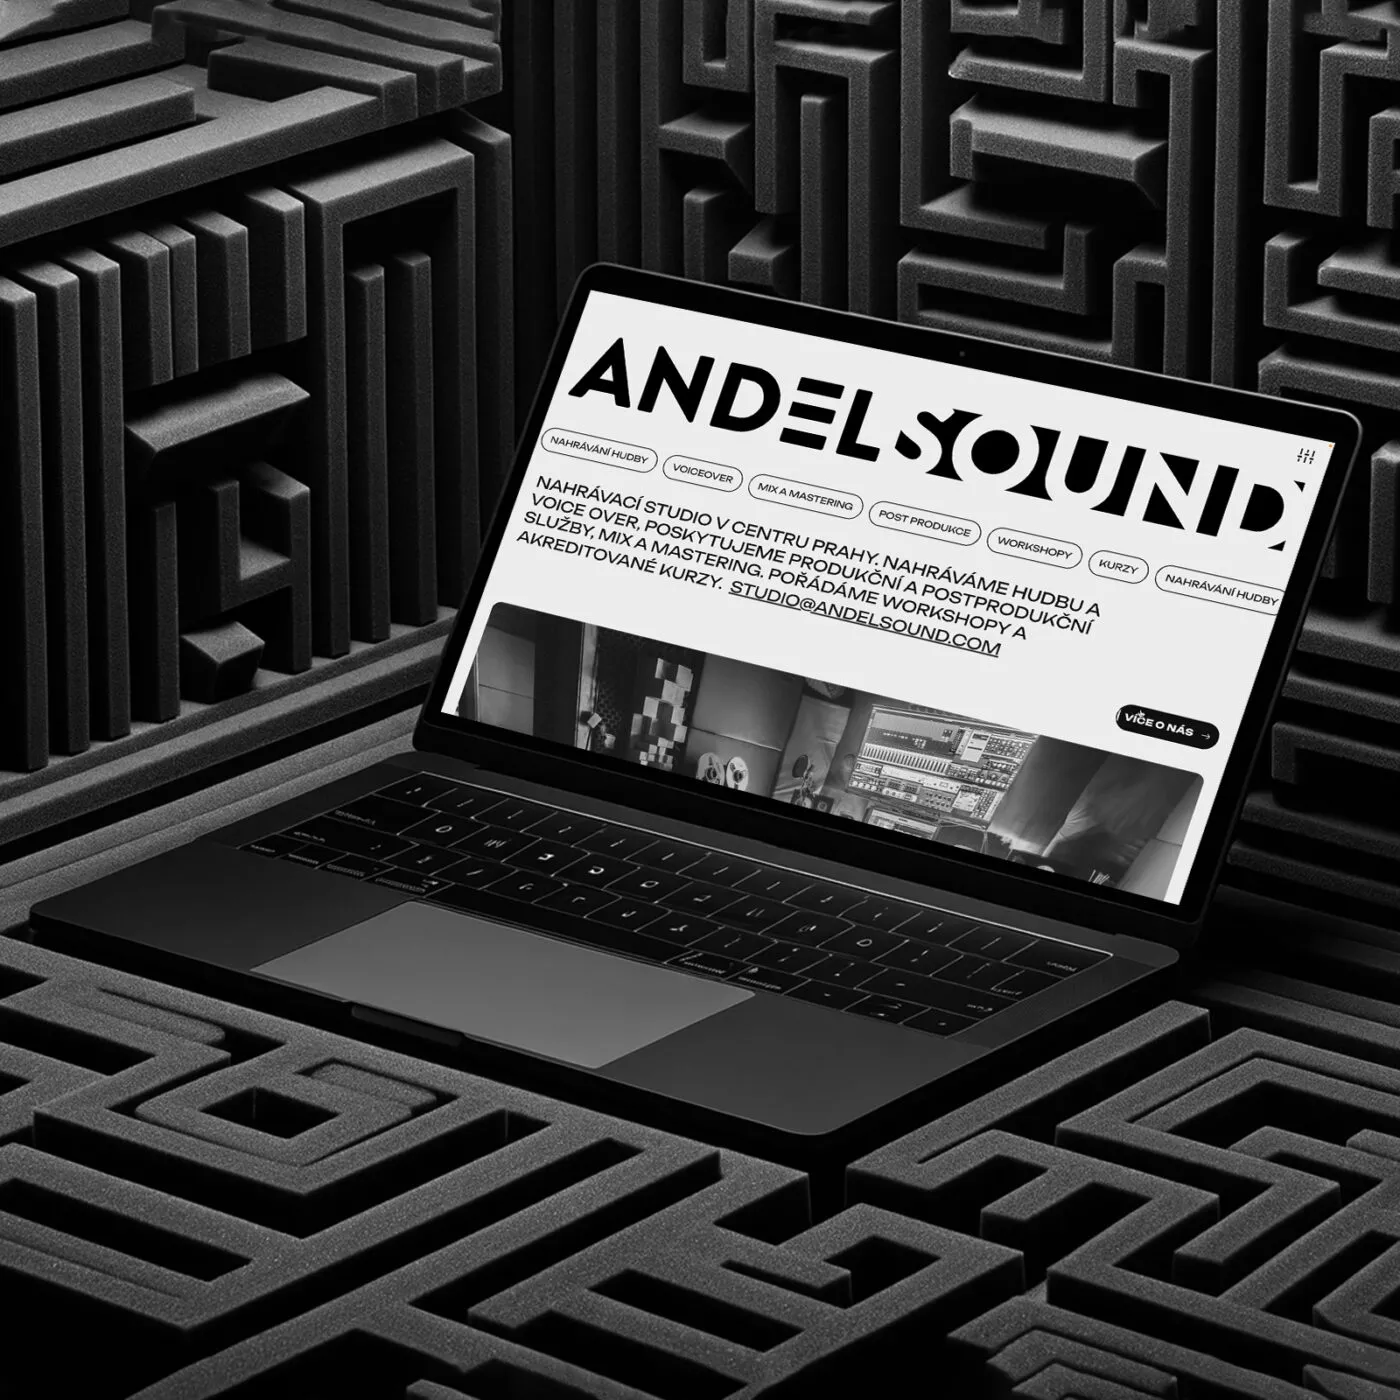 ANDELSOUND
NAHRÁVÁNÍ HUDBY VOICEOVER MIX A MASTERING POST PRODUKCE WORKSHOPY KURZY NAHRÁVÁNÍ HUDBY
NAHRÁVACÍ STUDIO V CENTRU PRAHY. NAHRÁVÁME HUDBU A
VOICE OVER, POSKYTUJEME PRODUKČNÍ A POSTPRODUKČNÍ
SLUŽBY, MIX A MASTERING. POŘÁDÁME WORKSHOPY A
AKREDITOVANÉ KURZY. STUDIO@ANDELSOUND.COM
VÍCE O NÁS →